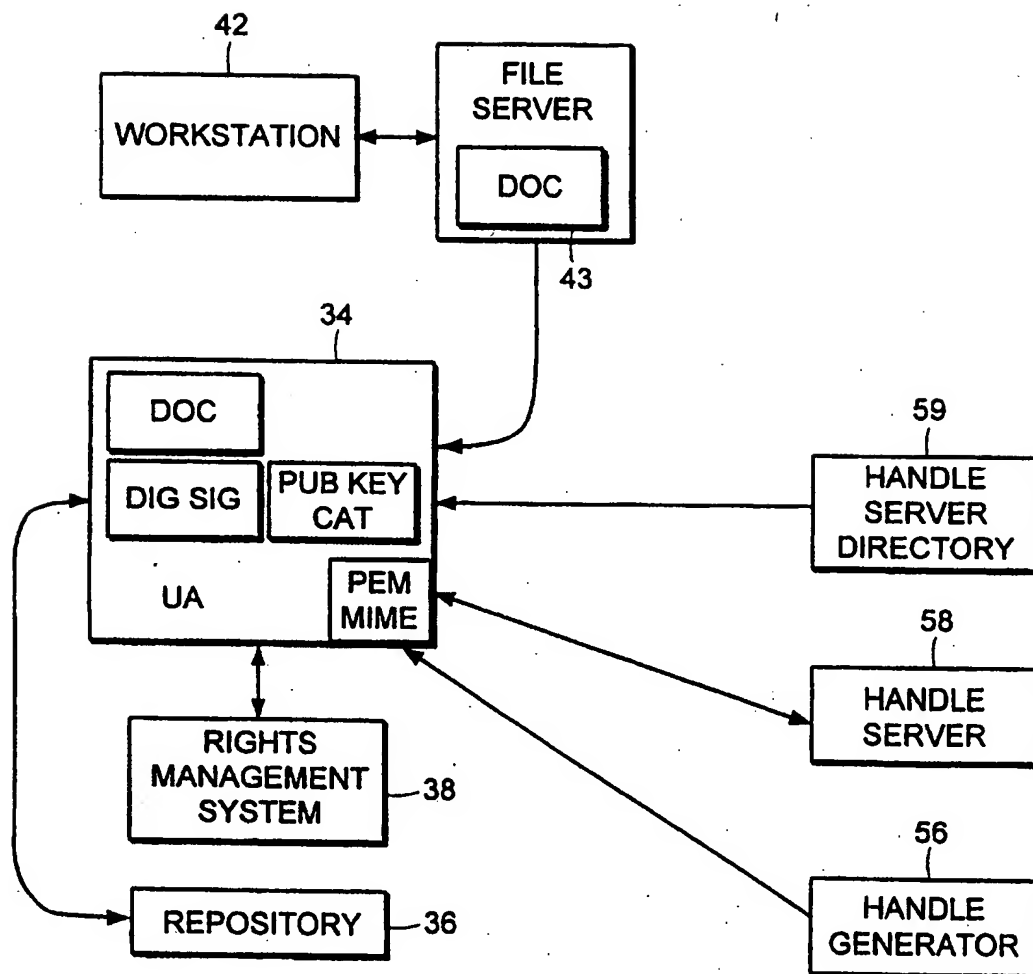 42
FILE
SERVER
WORKSTATION
DOC
43
34
DOC
DIG SIG
PUB KEY
CAT
UA
PEM
MIME
59
HANDLE
SERVER
DIRECTORY
58
HANDLE
SERVER
RIGHTS
MANAGEMENT
SYSTEM
38
56
HANDLE
GENERATOR
REPOSITORY
36